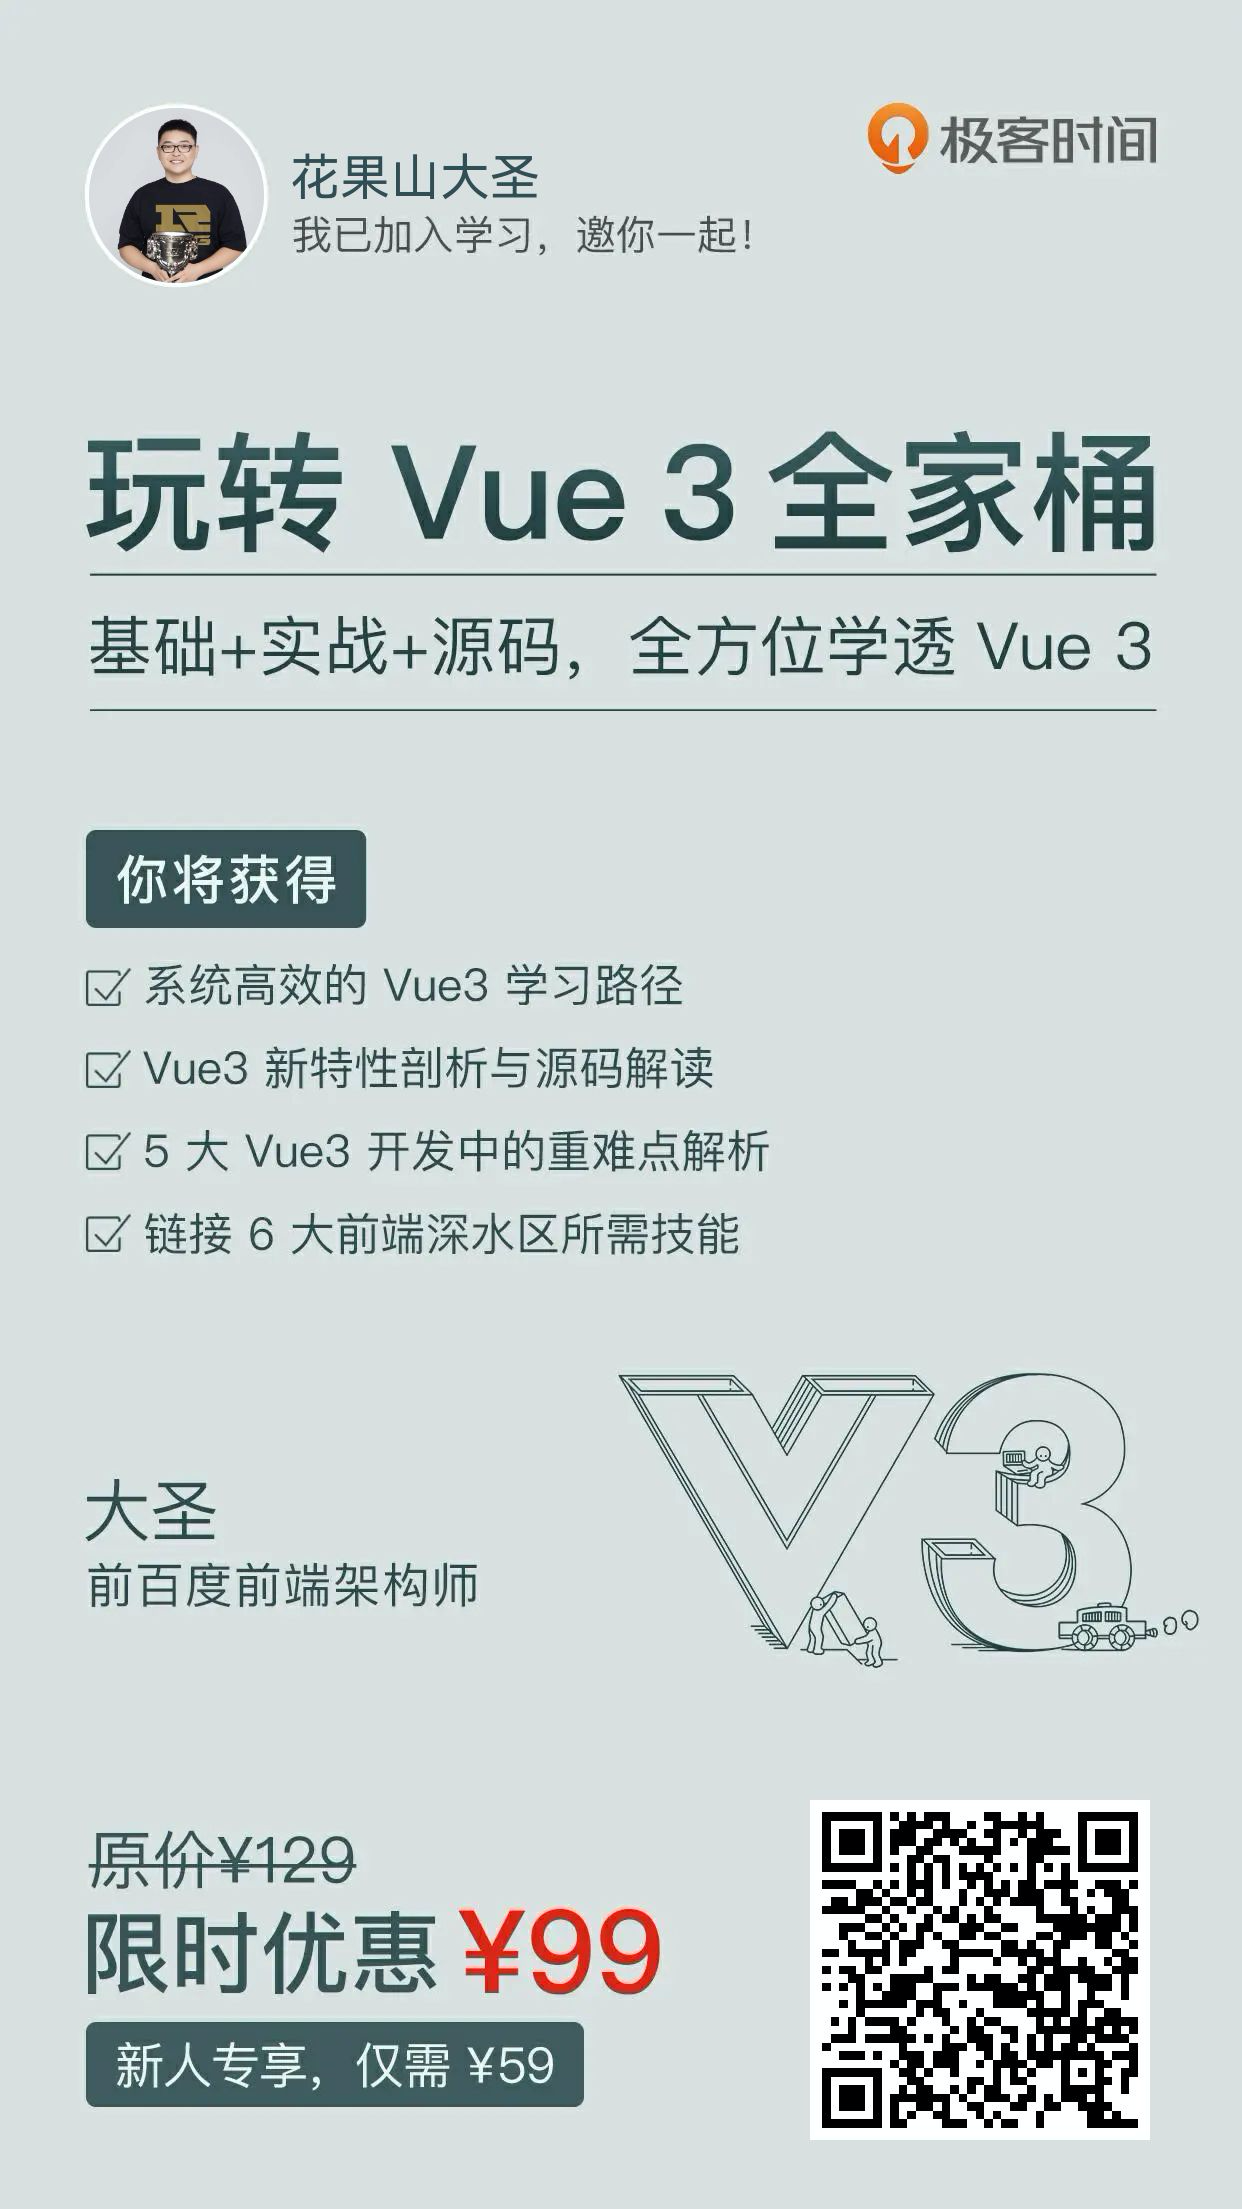 花果山大圣
我已加入学习，邀你一起！
极客时间
玩转 Vue 3 全家桶
基础+实战+源码，全方位学透 Vue 3
你将获得
系统高效的 Vue3 学习路径
Vue3 新特性剖析与源码解读
5 大 Vue3 开发中的重难点解析
链接 6 大前端深水区所需技能
V3
大圣
前百度前端架构师
原价¥129
限时优惠 ¥99
新人专享，仅需 ¥59